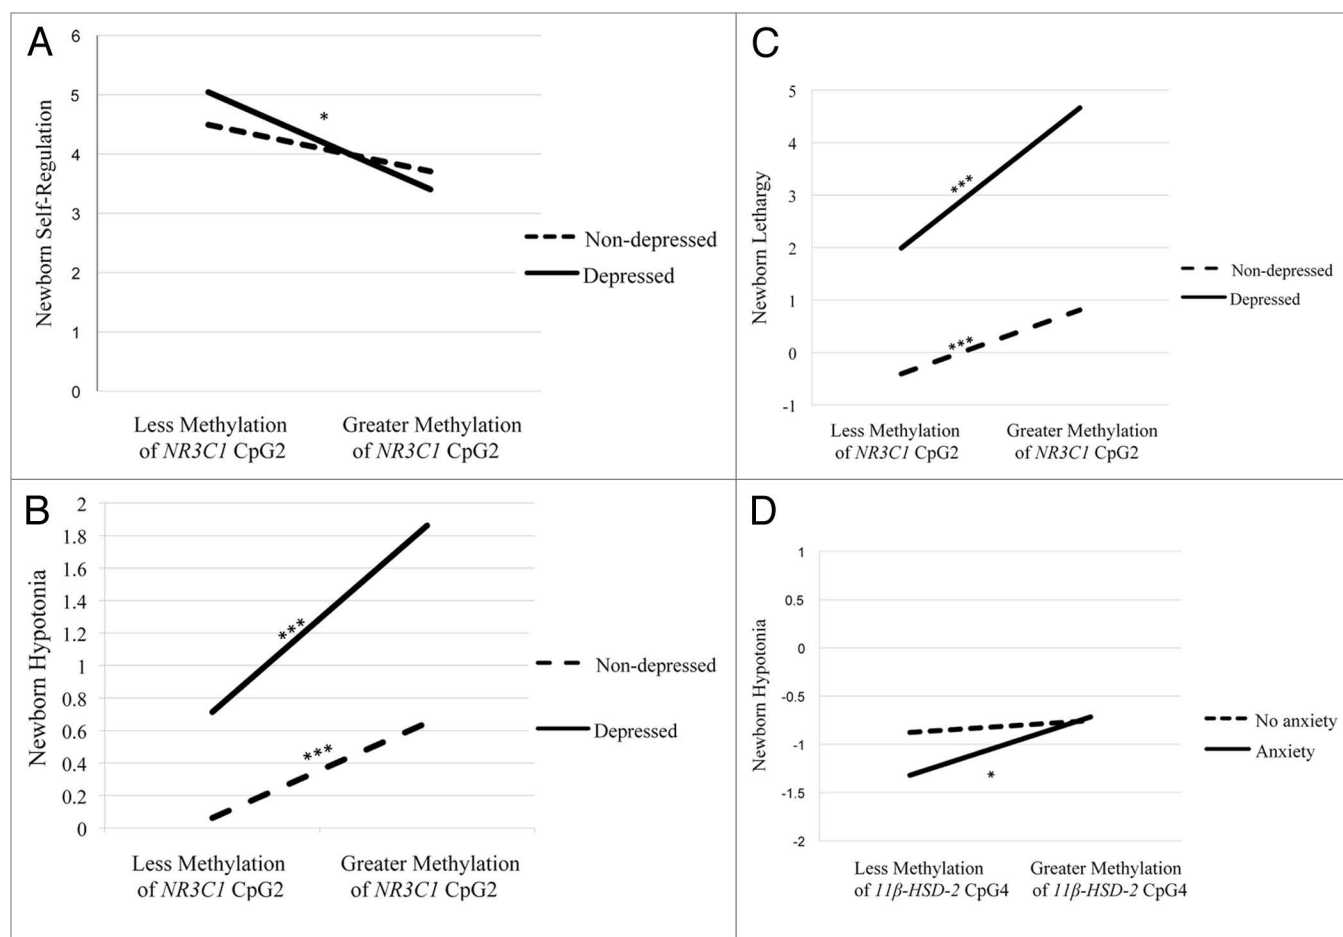 A
6
5
4
3
2
1
0
Newborn Self-Regulation
*
Non-depressed
Depressed
Less Methylation
of NR3C1 CpG2
Greater Methylation
of NR3C1 CpG2
C
5
4
3
2
1
0
-1
Newborn Lethargy
***
***
Non-depressed
Depressed
Less Methylation
of NR3C1 CpG2
Greater Methylation
of NR3C1 CpG2
B
2
1.8
1.6
1.4
1.2
1
0.8
0.6
0.4
0.2
0
Newborn Hypotonia
***
***
Non-depressed
Depressed
Less Methylation
of NR3C1 CpG2
Greater Methylation
of NR3C1 CpG2
D
1
0.5
0
-0.5
-1
-1.5
-2
Newborn Hypotonia
*
No anxiety
Anxiety
Less Methylation
of 11β-HSD-2 CpG4
Greater Methylation
of 11β-HSD-2 CpG4